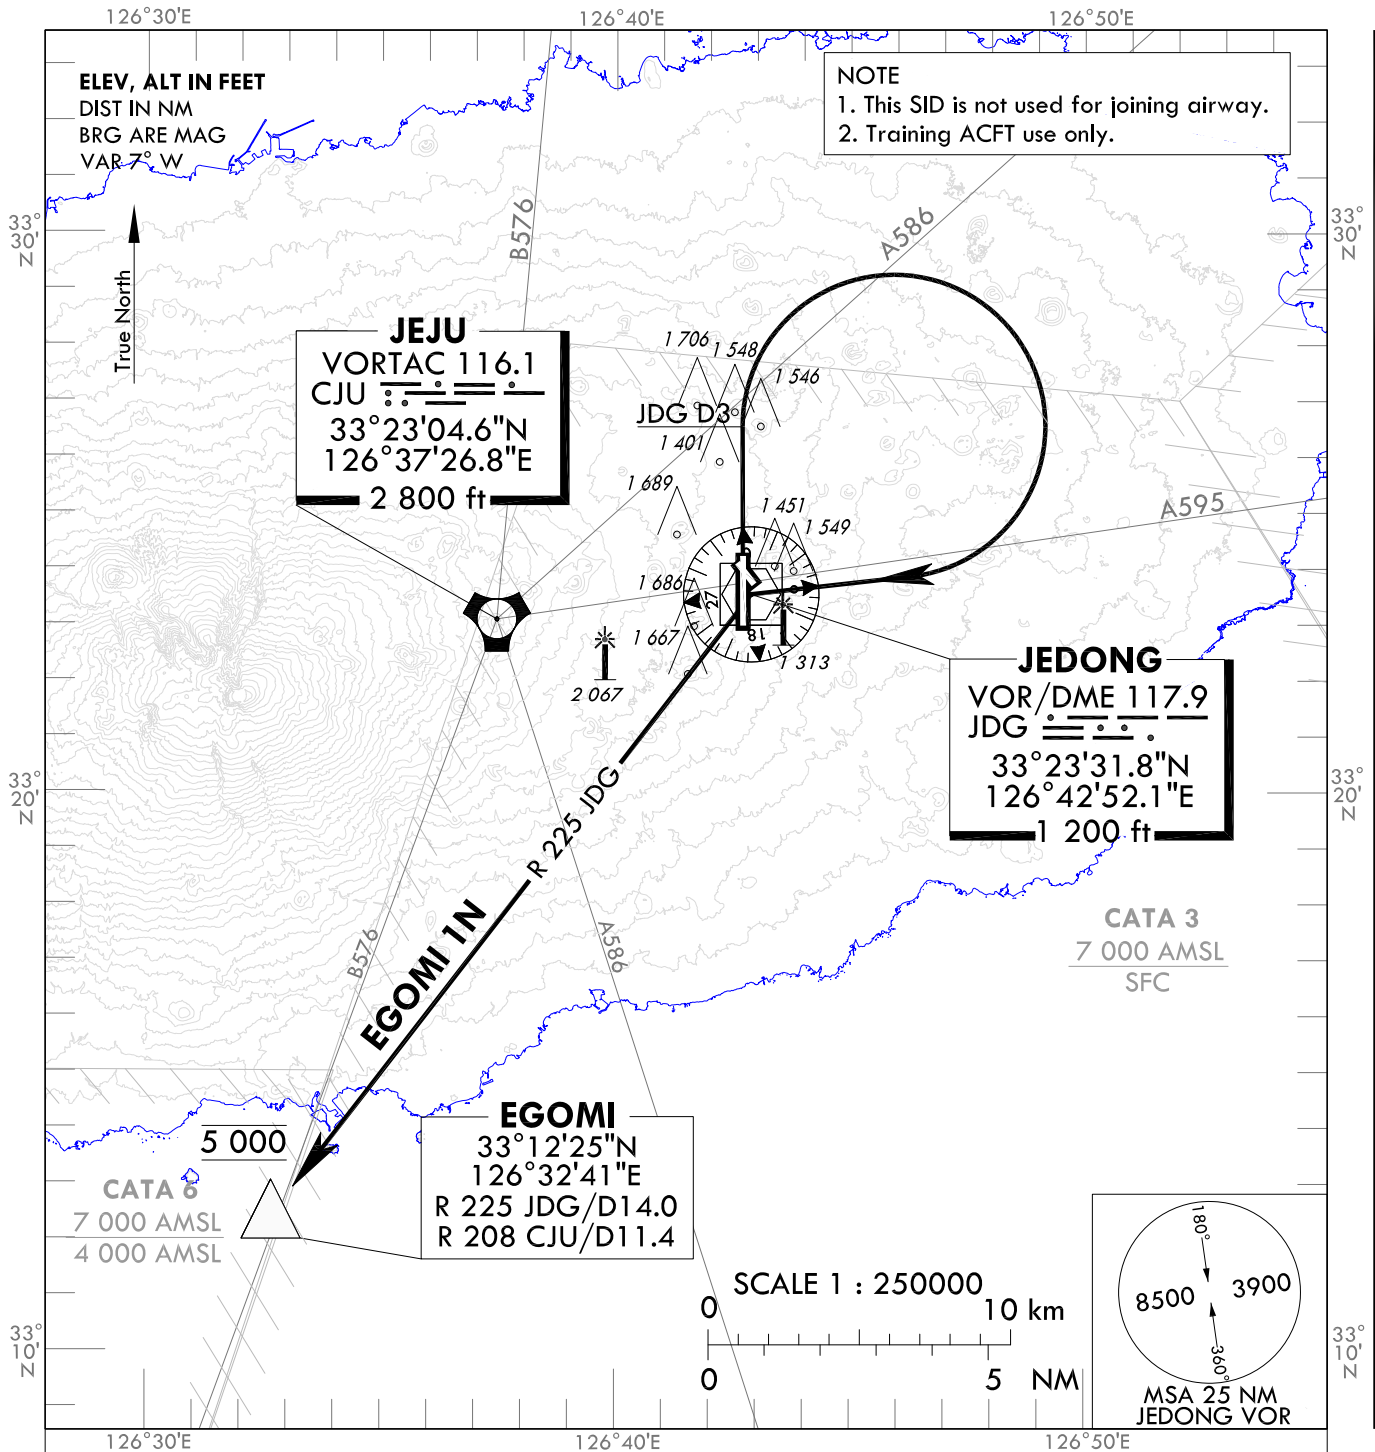 126°30'E
126°40'E
126°50'E
ELEV, ALT IN FEET
DIST IN NM
BRG ARE MAG
VAR 7° W
NOTE
1. This SID is not used for joining airway.
2. Training ACFT use only.
33°
30'
N
33°
30'
N
True North
B576
A586
JEJU
VORTAC 116.1
CJU
33°23'04.6"N
126°37'26.8"E
2 800 ft
1 706
1 548
1 546
JDG D3
1 401
1 689
1 451
1 549
A595
1 686
27
18
1 667
1 313
2 067
JEDONG
VOR/DME 117.9
JDG
33°23'31.8"N
126°42'52.1"E
1 200 ft
33°
20'
N
33°
20'
N
R 225 JDG
EGOMI 1N
B576
A586
CATA 3
7 000 AMSL
SFC
5 000
EGOMI
33°12'25"N
126°32'41"E
R 225 JDG/D14.0
R 208 CJU/D11.4
CATA 6
7 000 AMSL
4 000 AMSL
SCALE 1 : 250000
0
10 km
0
5
NM
180°
8500
3900
360°
MSA 25 NM
JEDONG VOR
33°
10'
N
33°
10'
N
126°30'E
126°40'E
126°50'E